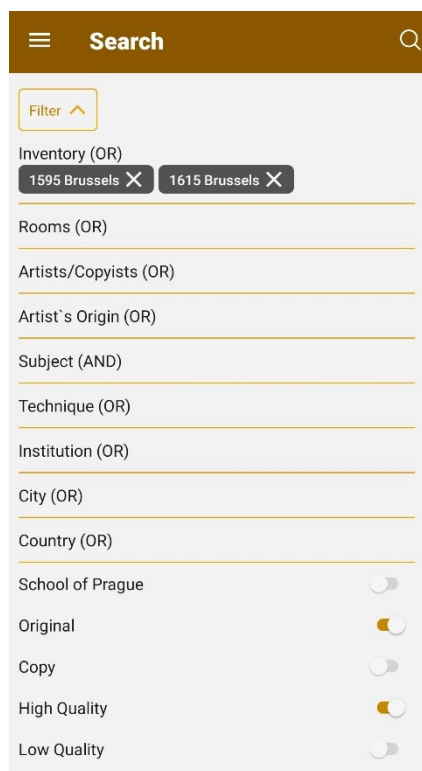 Search
Filter
Inventory (OR)
1595 Brussels 1615 Brussels
Rooms (OR)
Artists/Copyists (OR)
Artist`s Origin (OR)
Subject (AND)
Technique (OR)
Institution (OR)
City (OR)
Country (OR)
School of Prague
Original
Copy
High Quality
Low Quality